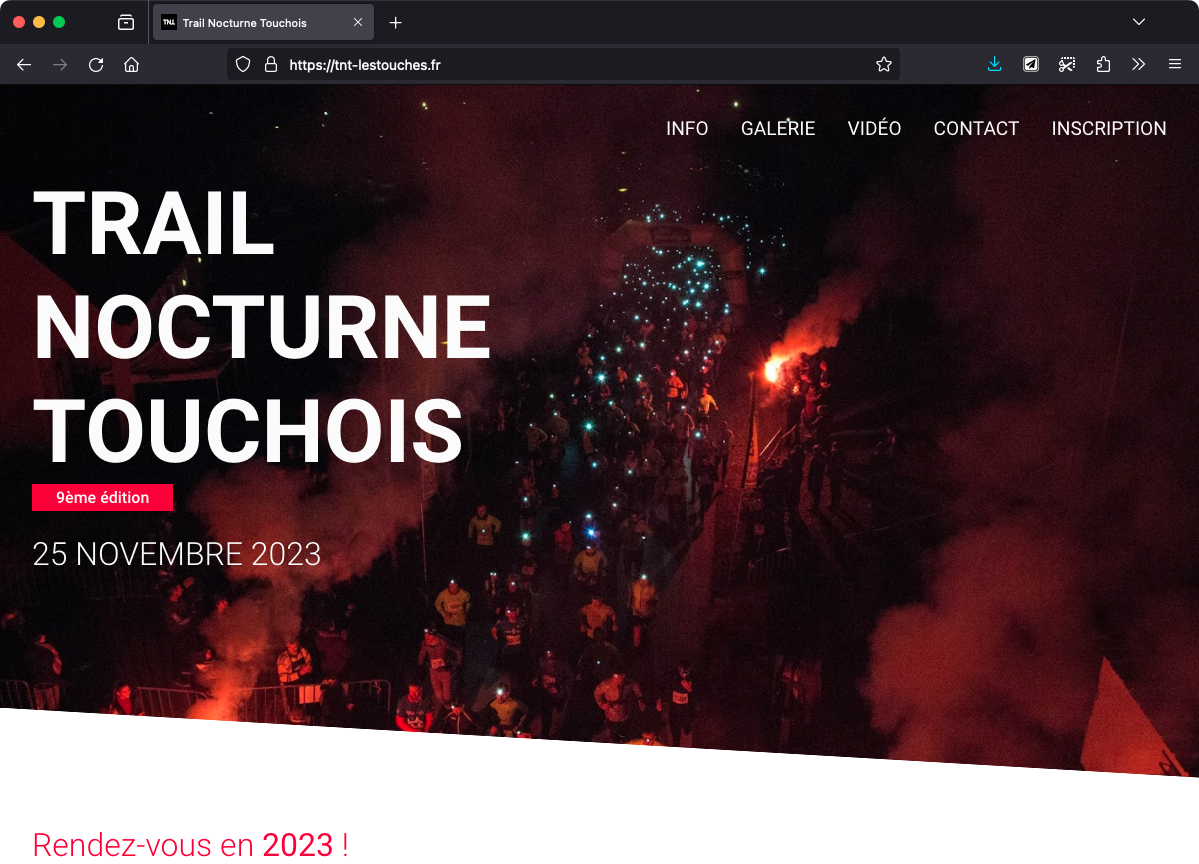 TNT Trail Nocturne Touchois
https://tnt-lestouches.fr
INFO GALERIE VIDÉO CONTACT INSCRIPTION
TRAIL
NOCTURNE
TOUCHOIS
9ème édition
25 NOVEMBRE 2023
Rendez-vous en 2023 !